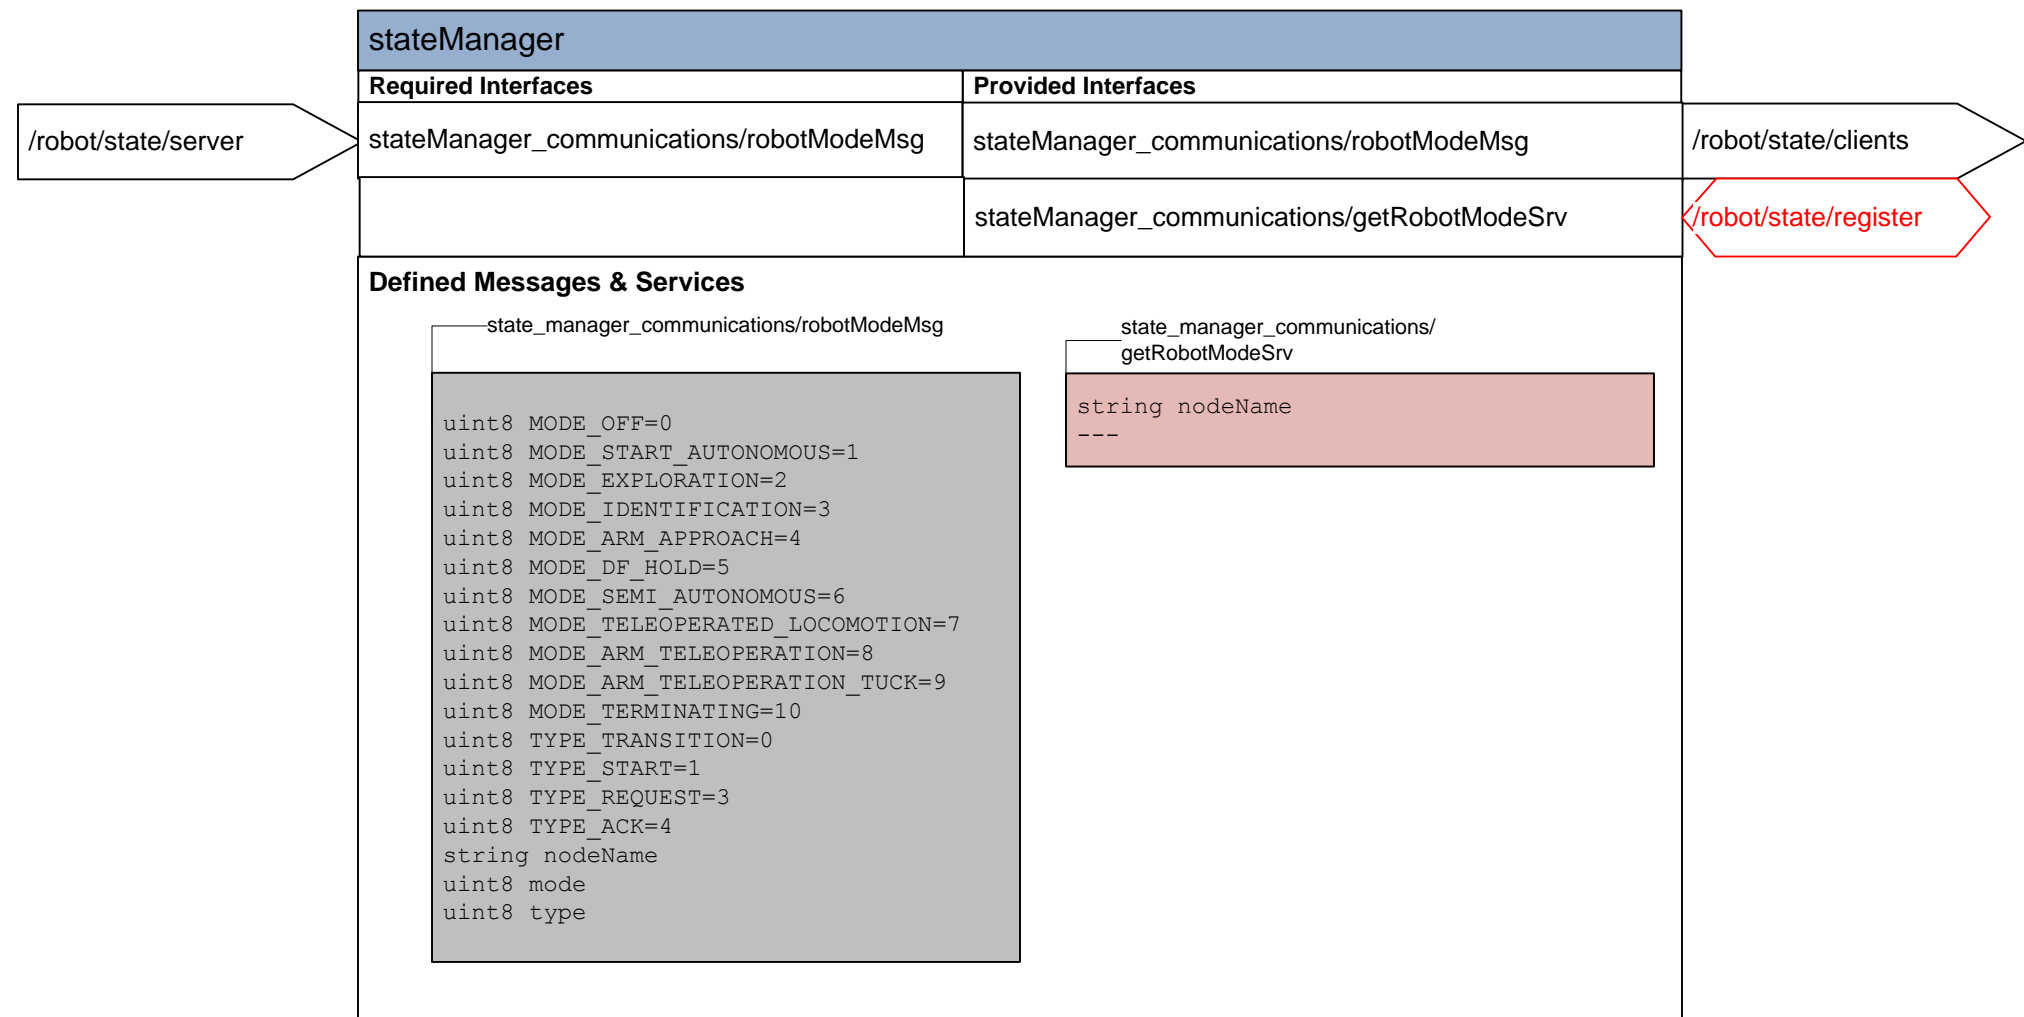 stateManager
Required Interfaces
Provided Interfaces
/robot/state/server
stateManager_communications/robotModeMsg
stateManager_communications/robotModeMsg
/robot/state/clients
stateManager_communications/getRobotModeSrv
/robot/state/register
Defined Messages & Services
state_manager_communications/robotModeMsg
uint8 MODE_OFF=0
uint8 MODE_START_AUTONOMOUS=1
uint8 MODE_EXPLORATION=2
uint8 MODE_IDENTIFICATION=3
uint8 MODE_ARM_APPROACH=4
uint8 MODE_DF_HOLD=5
uint8 MODE_SEMI_AUTONOMOUS=6
uint8 MODE_TELEOPERATED_LOCOMOTION=7
uint8 MODE_ARM_TELEOPERATION=8
uint8 MODE_ARM_TELEOPERATION_TUCK=9
uint8 MODE_TERMINATING=10
uint8 TYPE_TRANSITION=0
uint8 TYPE_START=1
uint8 TYPE_REQUEST=3
uint8 TYPE_ACK=4
string nodeName
uint8 mode
uint8 type
state_manager_communications/
getRobotModeSrv
string nodeName
---